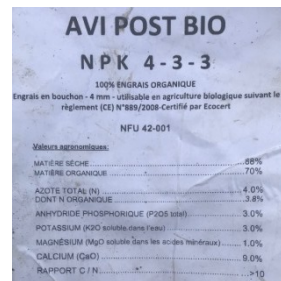 AVI POST BIO
NPK 4-3-3
100% ENGRAIS ORGANIQUE
Engrais en bouchon - 4 mm - utilisable en agriculture biologique suivant le
règlement (CE) N°889/2008-Certifié par Ecocert
NFU 42-001
Valeurs agronomiques:
MATIÈRE SÈCHE 88%
MATIÈRE ORGANIQUE 70%
AZOTE TOTAL (N) 4.0%
DONT N ORGANIQUE 3.8%
ANHYDRIDE PHOSPHORIQUE (P2O5 total) 3.0%
POTASSIUM (K2O soluble dans l'eau) 3.0%
MAGNÉSIUM (MgO soluble dans les acides minéraux) 1.0%
CALCIUM (CaO) 9.0%
RAPPORT C / N >10